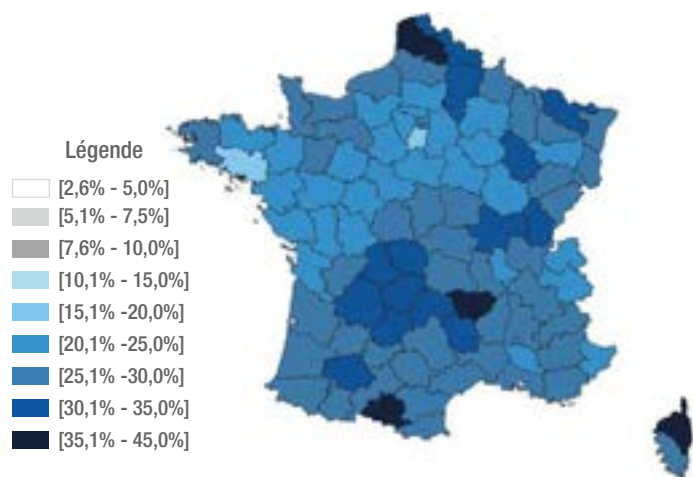 Légende
[2,6% - 5,0%]
[5,1% - 7,5%]
[7,6% - 10,0%]
[10,1% - 15,0%]
[15,1% -20,0%]
[20,1% -25,0%]
[25,1% -30,0%]
[30,1% - 35,0%]
[35,1% - 45,0%]